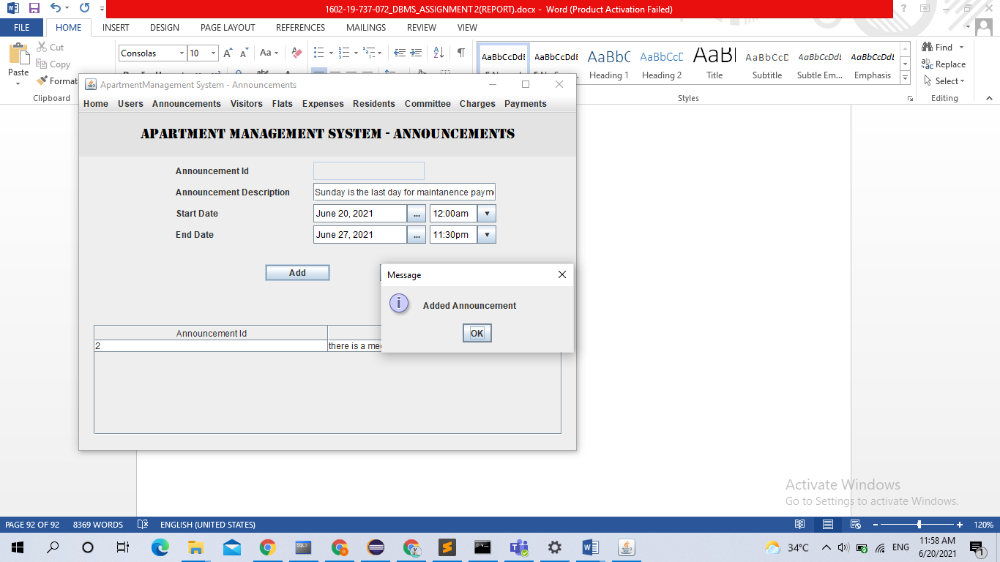 1602-19-737-072_DBMS_ASSIGNMENT 2(REPORT).docx - Word (Product Activation Failed)
FILE HOME INSERT DESIGN PAGE LAYOUT REFERENCES MAILINGS REVIEW VIEW
Cut
Copy
Format
Paste
Clipboard
Consolas 10 Aa
AaBbCcDdE AaBbCcDdE AaBbC AaBbCcD AaB AaBbCcD AaBbCcDdE AaBbCcDdE
Heading 1 Heading 2 Title Subtitle Subtle Em... Emphasis
Styles
Find
Replace
Select
Editing
ApartmentManagement System - Announcements
Home Users Announcements Visitors Flats Expenses Residents Committee Charges Payments
APARTMENT MANAGEMENT SYSTEM - ANNOUNCEMENTS
Announcement Id
Announcement Description Sunday is the last day for maintanence paym
Start Date June 20, 2021 ... 12:00am
End Date June 27, 2021 ... 11:30pm
Add
Message
Added Announcement
OK
Announcement Id
2 there is a mee
Activate Windows
Go to Settings to activate Windows.
PAGE 92 OF 92 8369 WORDS ENGLISH (UNITED STATES) 120%
34°C ENG 11:58 AM
6/20/2021
1